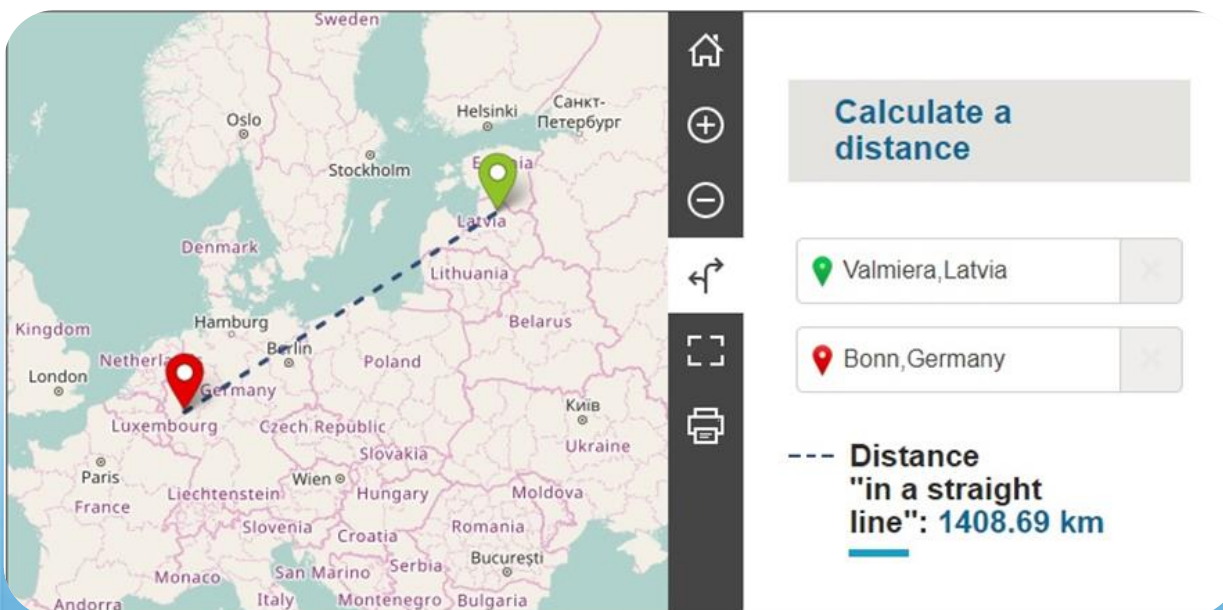 Sweden
Helsinki
Санкт-
Петербург
Oslo
Stockholm
Latvia
Denmark
Lithuania
Hamburg
Belarus
Kingdom
Berlin
Poland
London
Germany
Київ
Luxembourg
Czech Republic
Ukraine
Slovakia
Paris
Wien
Liechtenstein
Hungary
Moldova
France
Slovenia
Croatia
Romania
București
Serbia
Monaco
San Marino
Andorra
Italy
Montenegro
Bulgaria
Calculate a
distance
Valmiera,Latvia
Bonn,Germany
Distance
"in a straight
line": 1408.69 km